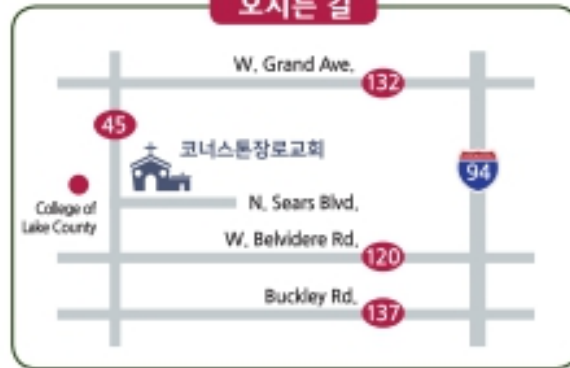 오시는 길
W. Grand Ave.
132
45
코너스톤장로교회
94
College of
Lake County
N. Sears Blvd.
W. Belvidere Rd.
120
Buckley Rd.
137